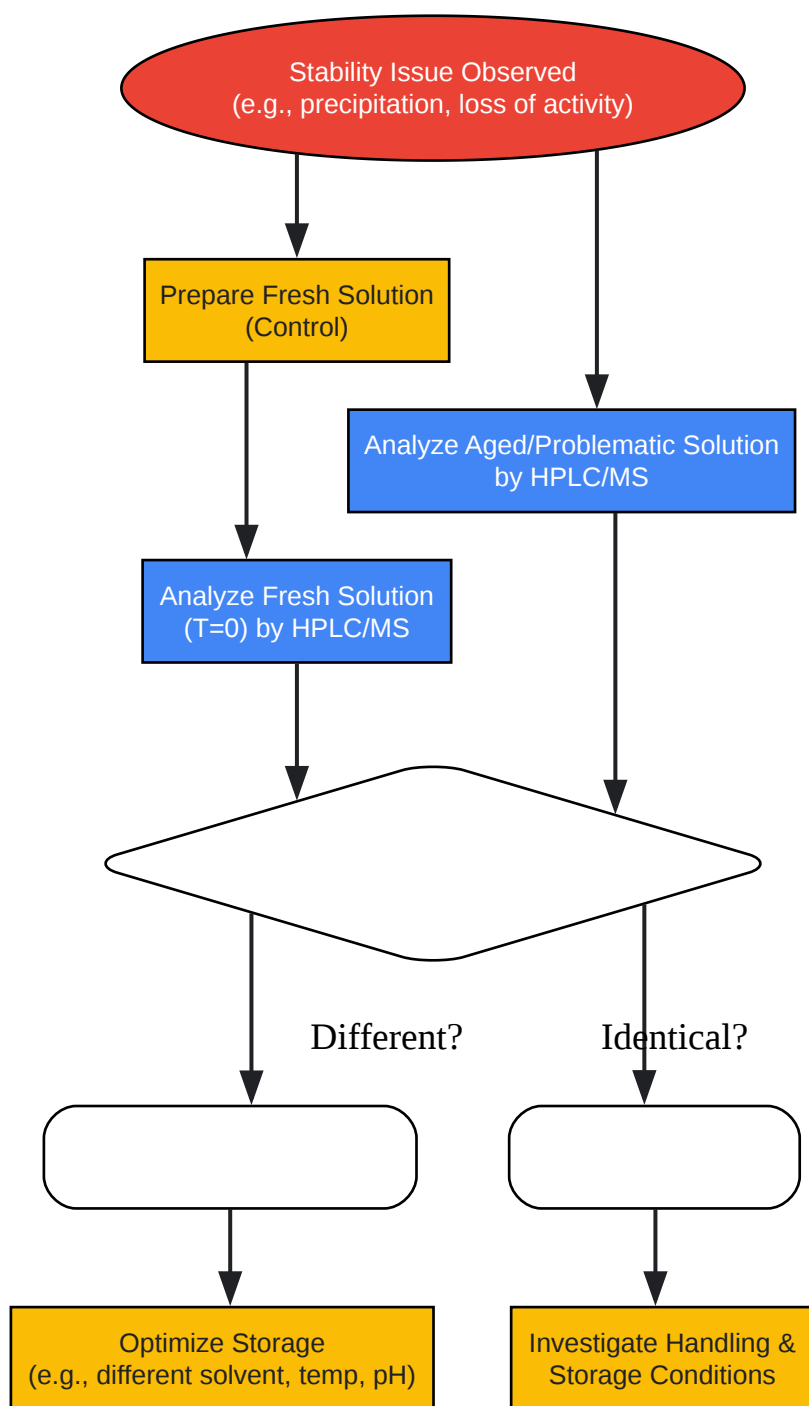 Stability Issue Observed
(e.g., precipitation, loss of activity)
Prepare Fresh Solution
(Control)
Analyze Aged/Problematic Solution
by HPLC/MS
Analyze Fresh Solution
(T=0) by HPLC/MS
Different?
Identical?
Optimize Storage
(e.g., different solvent, temp, pH)
Investigate Handling &
Storage Conditions